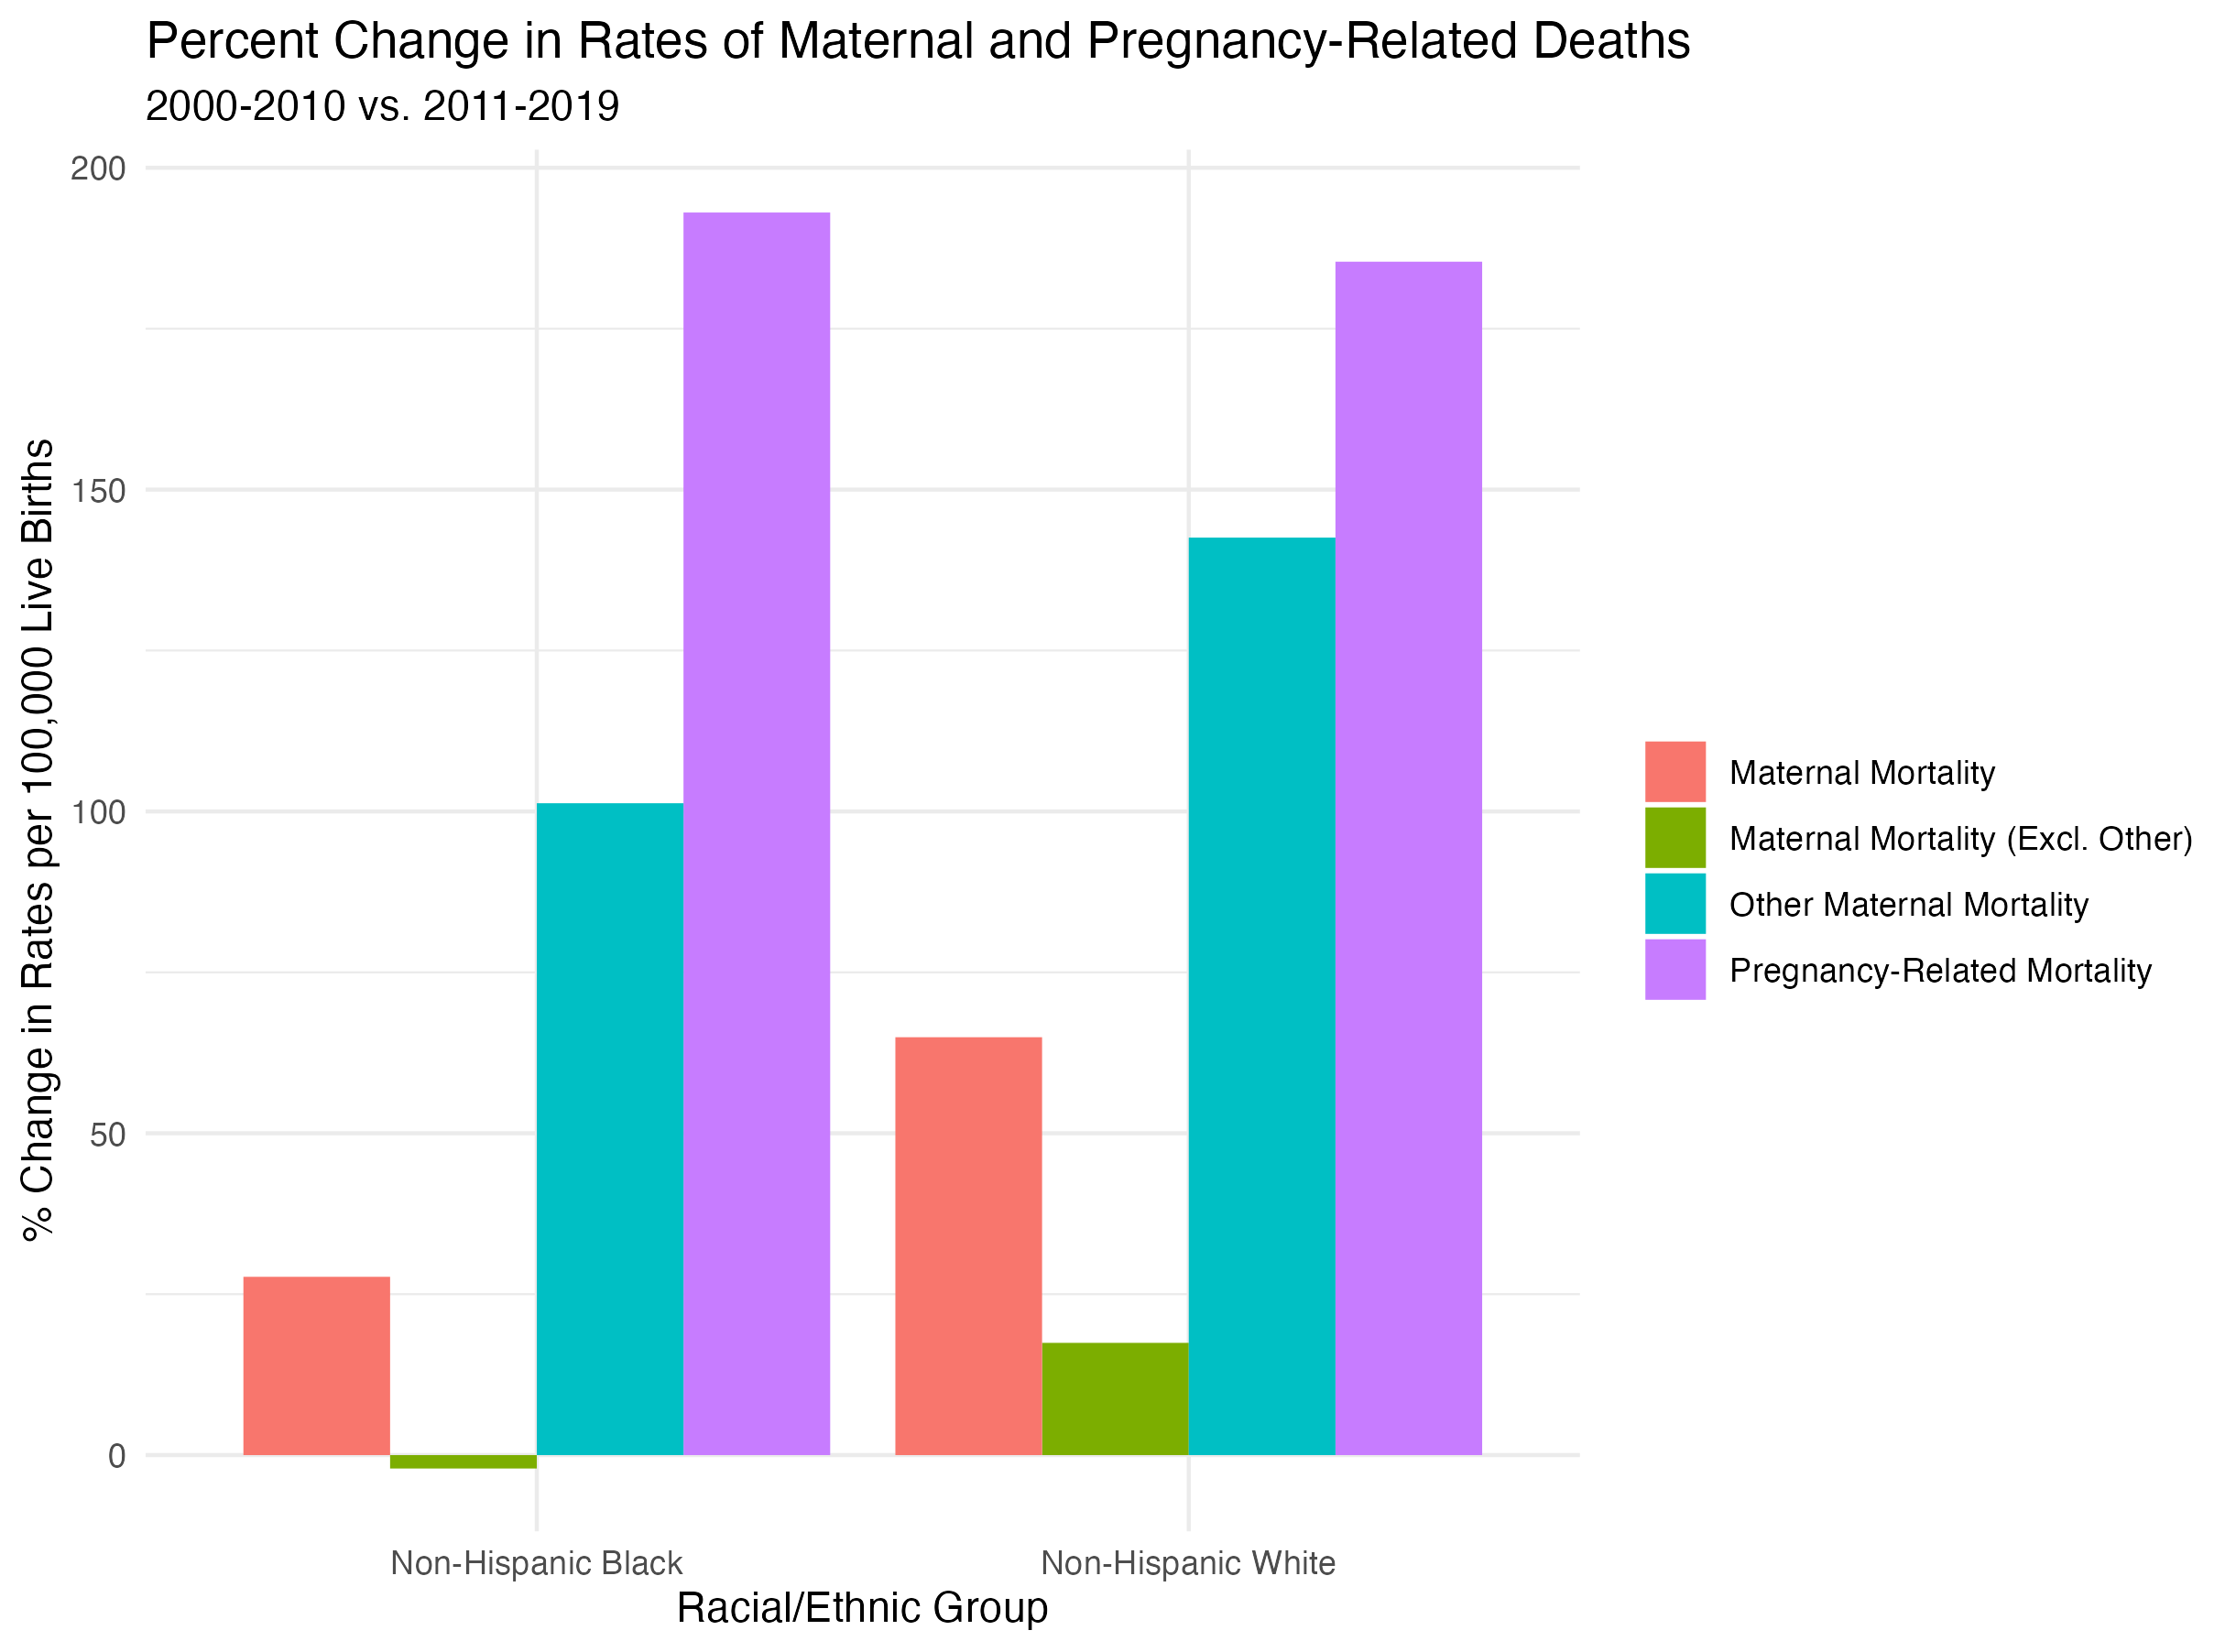 Percent Change in Rates of Maternal and Pregnancy-Related Deaths
2000-2010 vs. 2011-2019
% Change in Rates per 100,000 Live Births
200
150
100
50
0
Non-Hispanic Black
Non-Hispanic White
Racial/Ethnic Group
Maternal Mortality
Maternal Mortality (Excl. Other)
Other Maternal Mortality
Pregnancy-Related Mortality